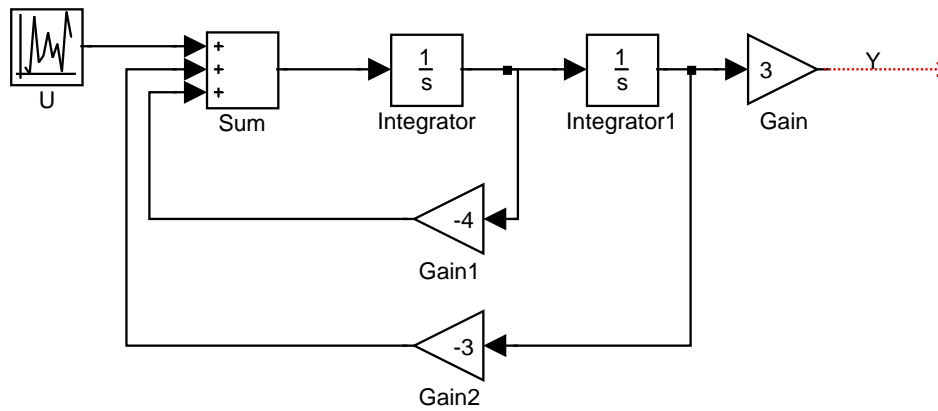 U
+
+
+
Sum
1
s
Integrator
1
s
Integrator1
3
Gain
Y
-4
Gain1
-3
Gain2